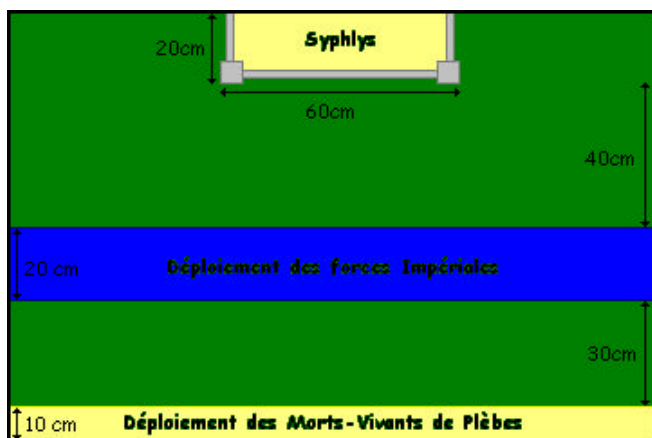 Syphlys
20cm
60cm
40cm
20 cm
Déploiement des forces Impériales
30cm
10 cm
Déploiement des Morts-Vivants de Plèbes